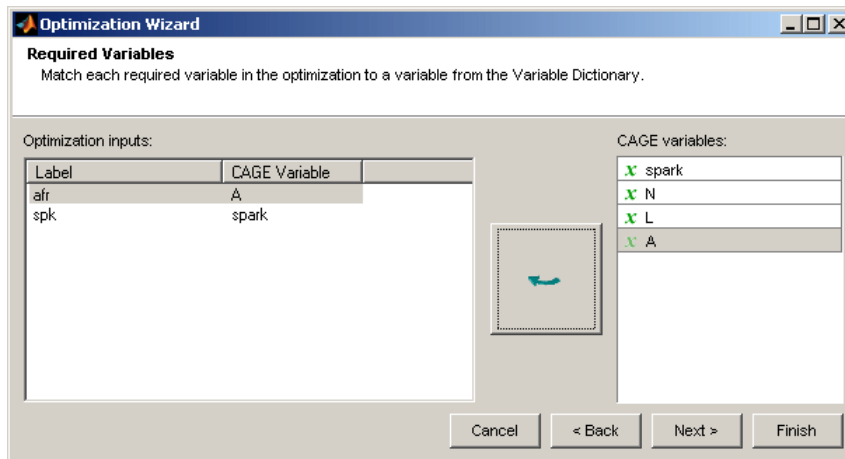 Optimization Wizard
Required Variables
Match each required variable in the optimization to a variable from the Variable Dictionary.
Optimization inputs:
Label CAGE Variable
afr A
spk spark
CAGE variables:
x spark
x N
x L
x A
Cancel < Back Next > Finish